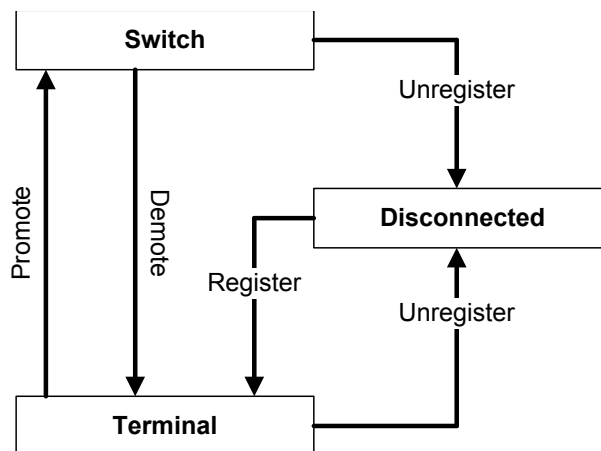 Switch
Unregister
Promote
Demote
Disconnected
Register
Unregister
Terminal